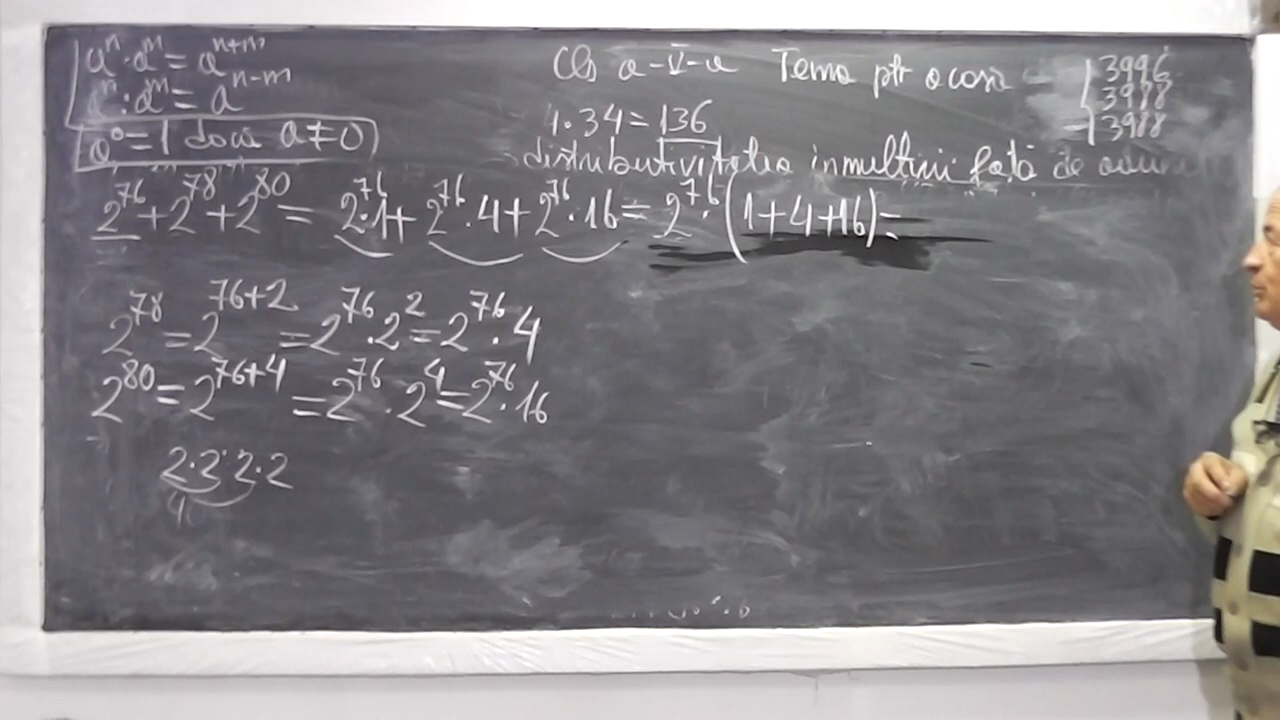 aⁿ·aᵐ=aⁿ⁺ᵐ
aⁿ:aᵐ=aⁿ⁻ᵐ
a⁰=1 dacă a≠0
Cls a-V-a Tema ptr acasă
3996
3988
3988
4·34=136
distributivitatea inmultirii față de
2⁷⁶+2⁷⁸+2⁸⁰=2⁷⁶·1+2⁷⁶·4+2⁷⁶·16=2⁷⁶·(1+4+16)=
2⁷⁸=2⁷⁶⁺²=2⁷⁶·2²=2⁷⁶·4
2⁸⁰=2⁷⁶⁺⁴=2⁷⁶·2⁴=2⁷⁶·16
2·2·2·2
4